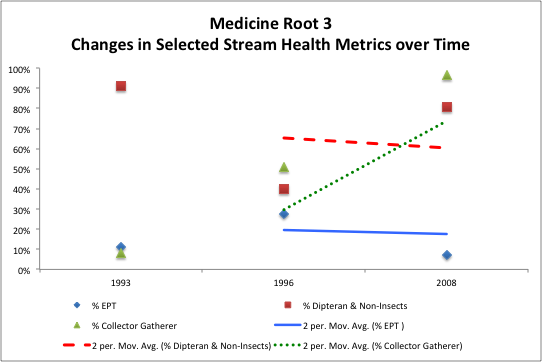 Medicine Root 3
Changes in Selected Stream Health Metrics over Time
100%
90%
80%
70%
60%
50%
40%
30%
20%
10%
0%
1993 1996 2008
% EPT % Dipteran & Non-Insects
% Collector Gatherer 2 per. Mov. Avg. (% EPT )
2 per. Mov. Avg. (% Dipteran & Non-Insects) 2 per. Mov. Avg. (% Collector Gatherer)